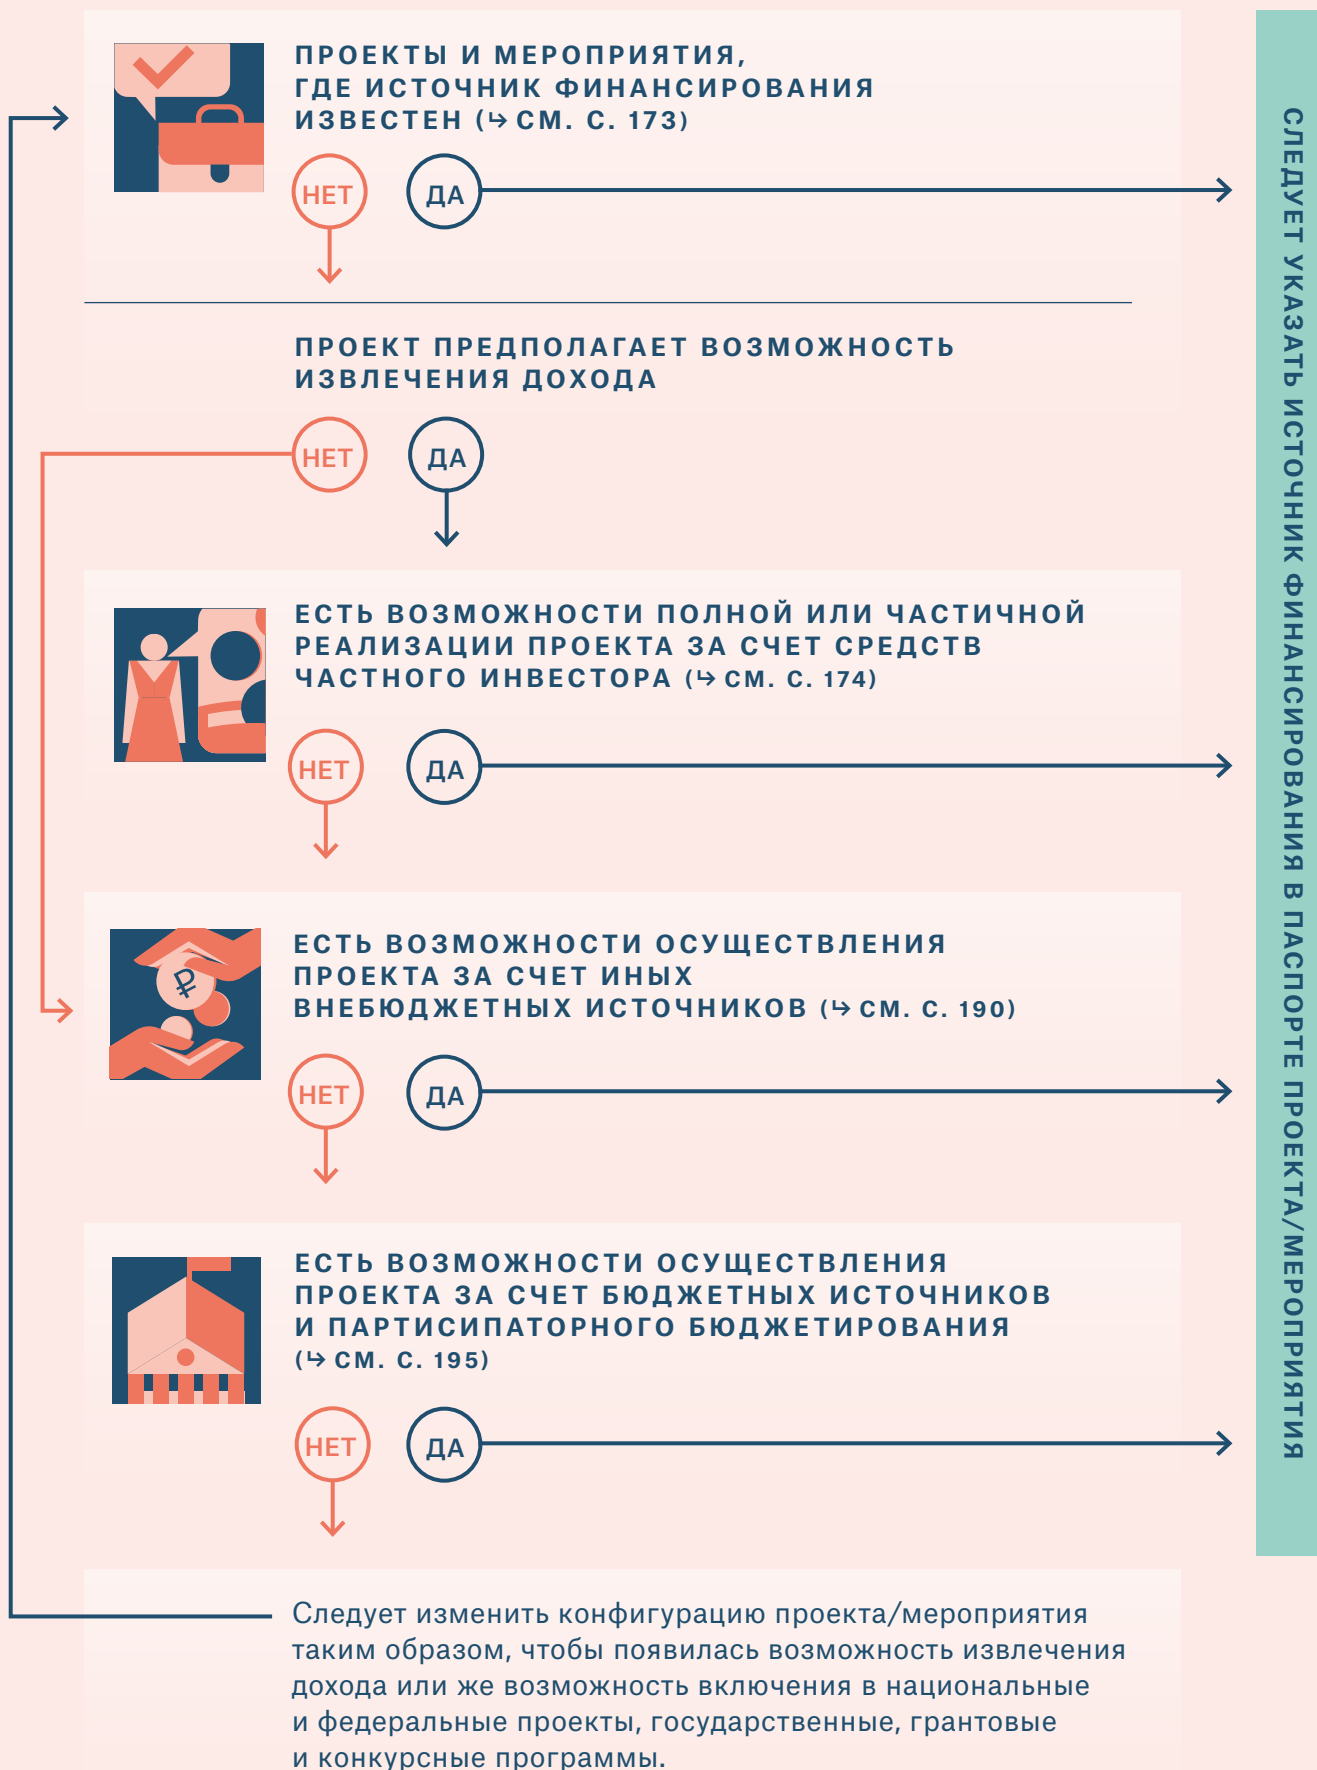 ПРОЕКТЫ И МЕРОПРИЯТИЯ,
ГДЕ ИСТОЧНИК ФИНАНСИРОВАНИЯ
ИЗВЕСТЕН (↳ СМ. С. 173)
НЕТ
ДА
ПРОЕКТ ПРЕДПОЛАГАЕТ ВОЗМОЖНОСТЬ
ИЗВЛЕЧЕНИЯ ДОХОДА
НЕТ
ДА
ЕСТЬ ВОЗМОЖНОСТИ ПОЛНОЙ ИЛИ ЧАСТИЧНОЙ
РЕАЛИЗАЦИИ ПРОЕКТА ЗА СЧЕТ СРЕДСТВ
ЧАСТНОГО ИНВЕСТОРА (↳ СМ. С. 174)
НЕТ
ДА
ЕСТЬ ВОЗМОЖНОСТИ ОСУЩЕСТВЛЕНИЯ
ПРОЕКТА ЗА СЧЕТ ИНЫХ
ВНЕБЮДЖЕТНЫХ ИСТОЧНИКОВ (↳ СМ. С. 190)
₽
НЕТ
ДА
ЕСТЬ ВОЗМОЖНОСТИ ОСУЩЕСТВЛЕНИЯ
ПРОЕКТА ЗА СЧЕТ БЮДЖЕТНЫХ ИСТОЧНИКОВ
И ПАРТИСИПАТОРНОГО БЮДЖЕТИРОВАНИЯ
(↳ СМ. С. 195)
НЕТ
ДА
Следует изменить конфигурацию проекта/мероприятия
таким образом, чтобы появилась возможность извлечения
дохода или же возможность включения в национальные
и федеральные проекты, государственные, грантовые
и конкурсные программы.
СЛЕДУЕТ УКАЗАТЬ ИСТОЧНИК ФИНАНСИРОВАНИЯ В ПАСПОРТЕ ПРОЕКТА/МЕРОПРИЯТИЯ